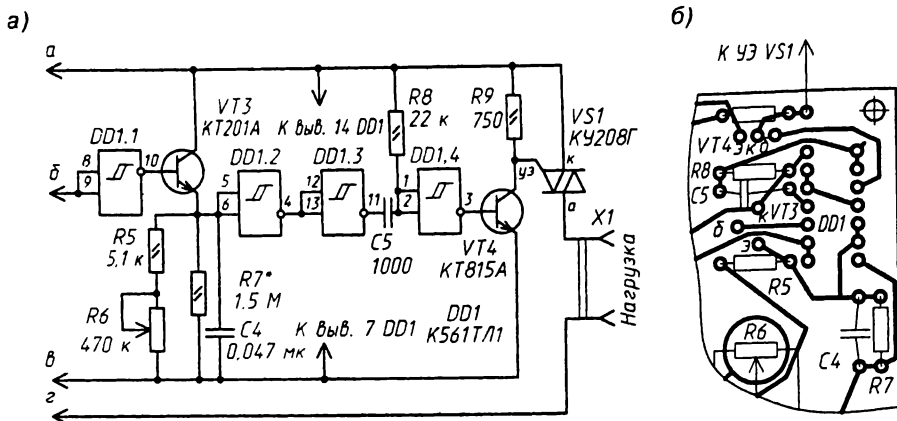 а)
а
VT3
КТ201А
DD1.1
8
9
10
б
К выв. 14 DD1
R8
22 к
R9
750
VS1
КУ208Г
к
уэ
а
DD1.2
5
6
4
DD1.3
12
13
11
DD1.4
1
2
3
C5
1000
VT4
КТ815А
X1
Нагрузка
R5
5,1 к
R6
470 к
R7*
1.5 М
C4
0,047 мк
К выв. 7 DD1
DD1
К561ТЛ1
в
г
б)
К УЭ VS1
VT4
Э
к
R8
C5
к
VT3
б
DD1
Э
R5
R6
C4
R7